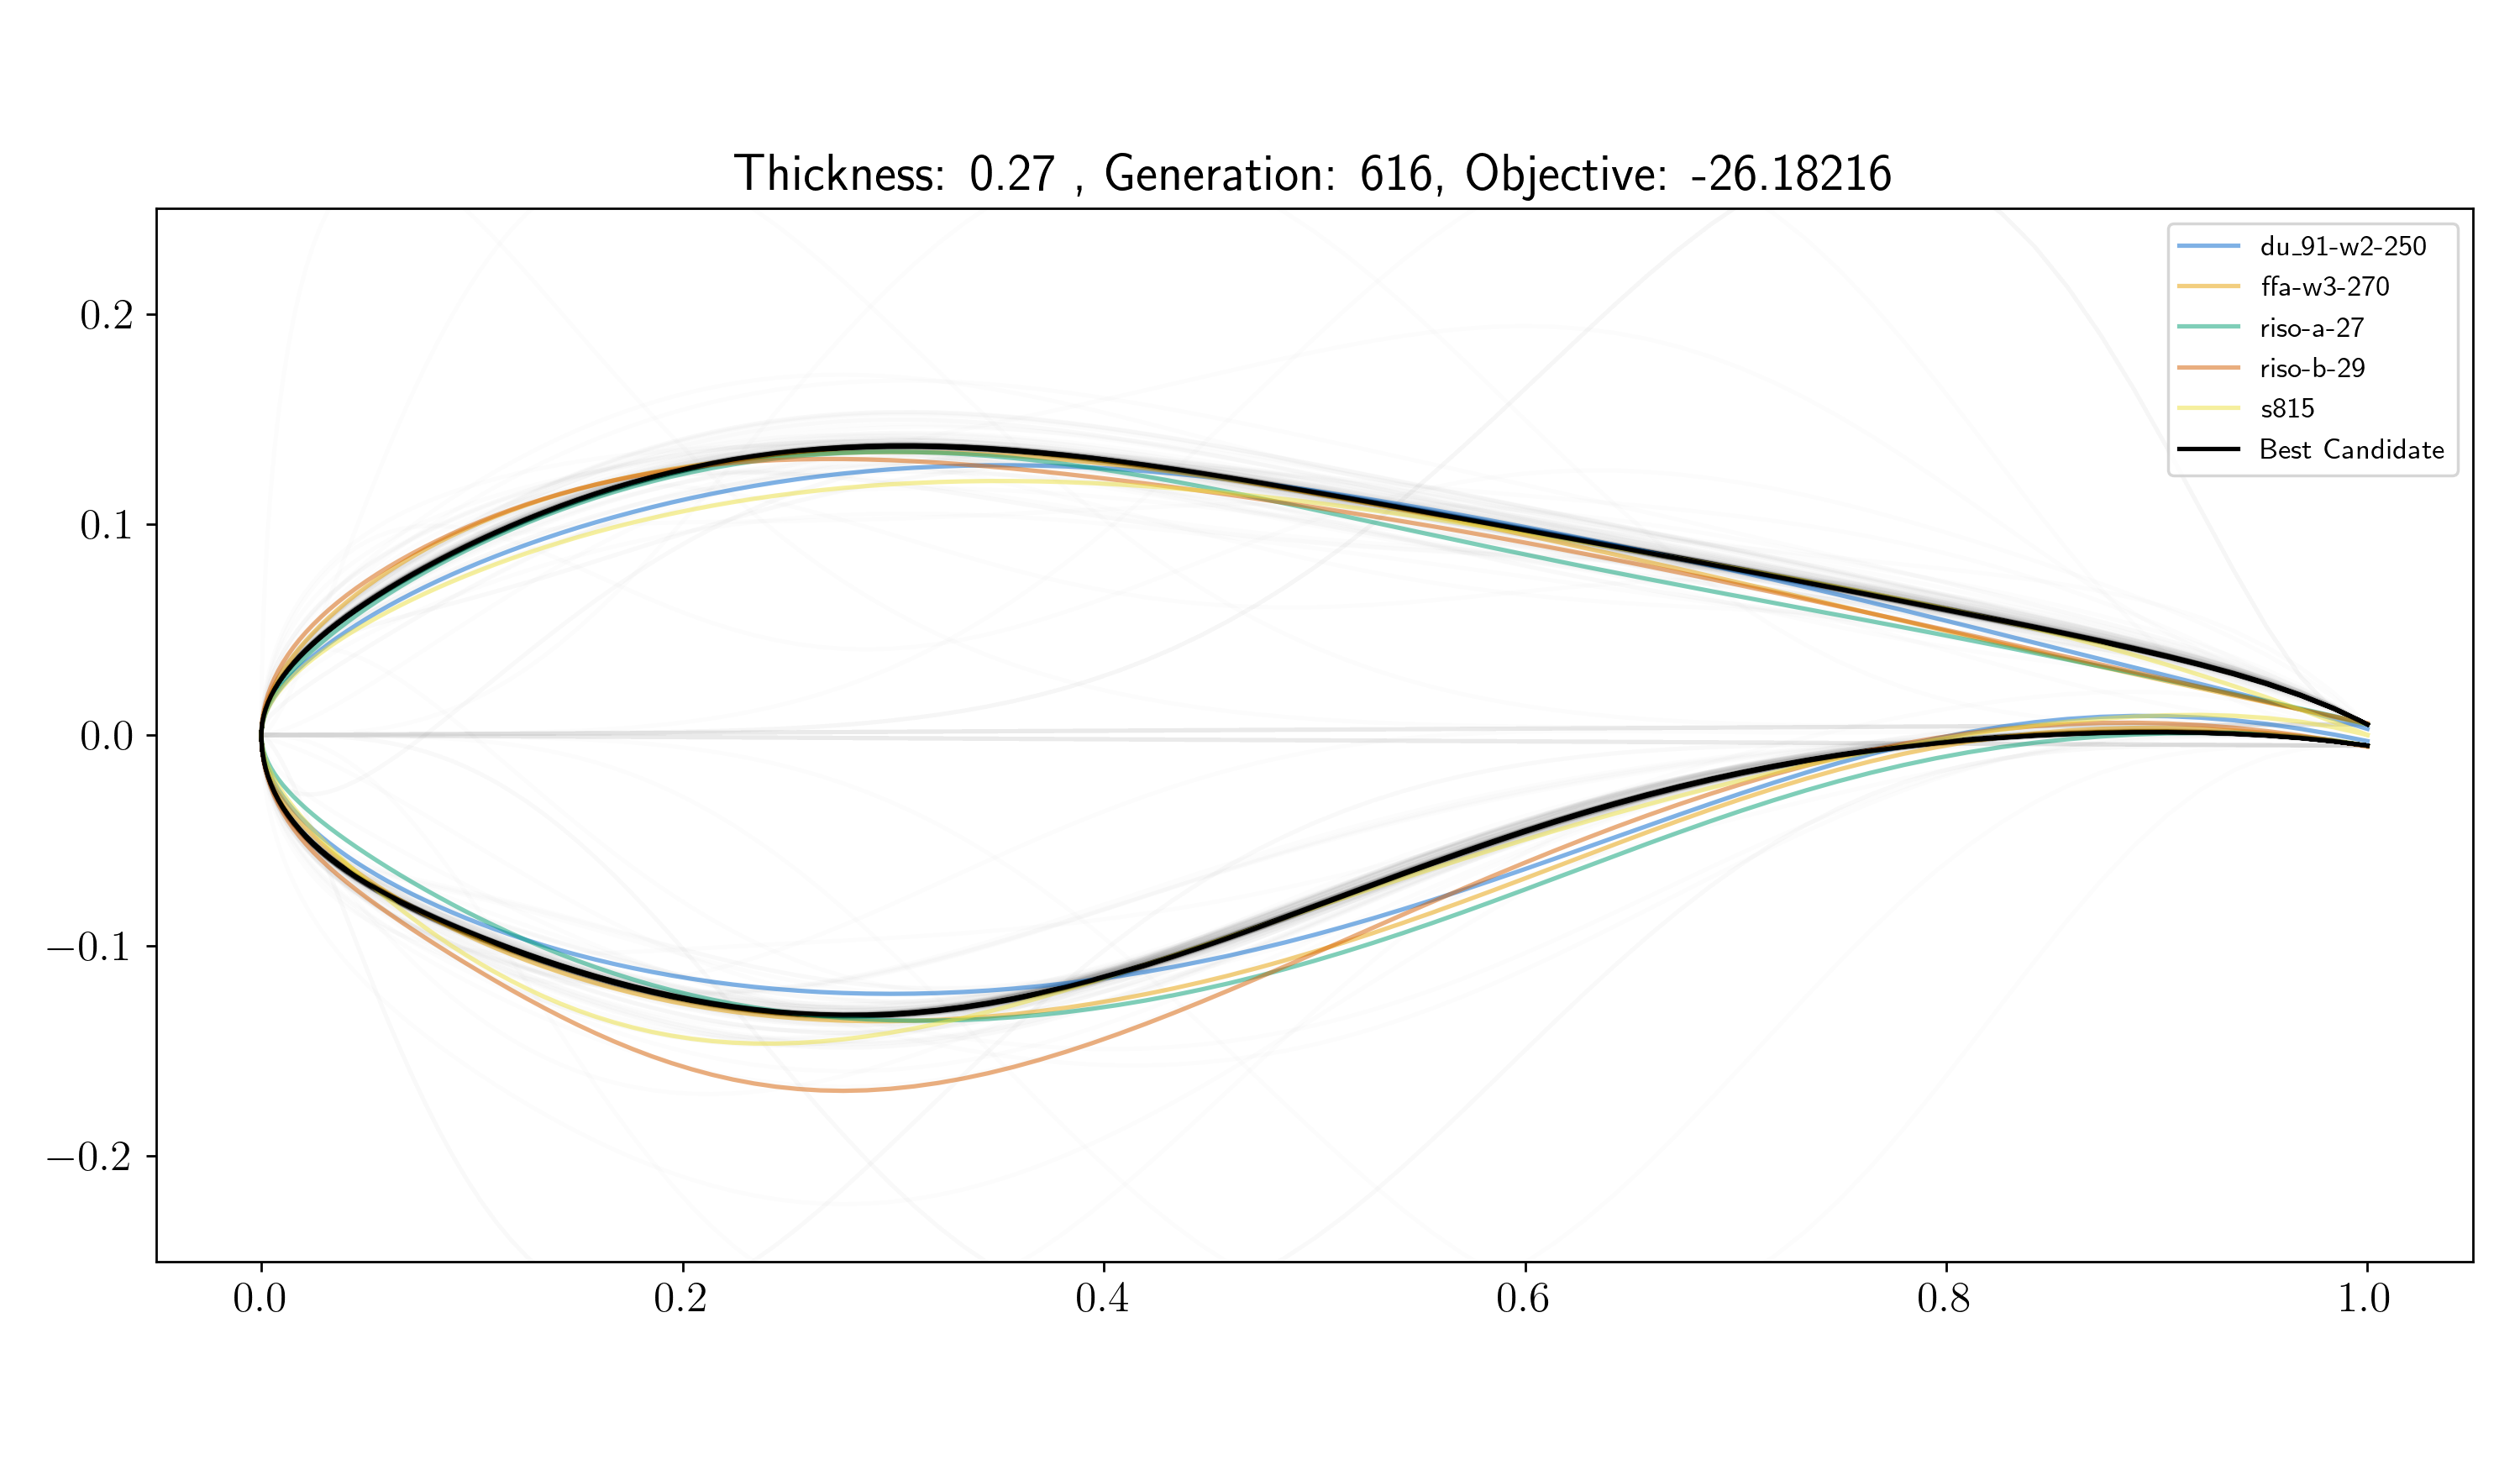 Thickness: 0.27 , Generation: 616, Objective: -26.18216
du_91-w2-250
ffa-w3-270
riso-a-27
riso-b-29
s815
Best Candidate
0.2
0.1
0.0
−0.1
−0.2
0.0 0.2 0.4 0.6 0.8 1.0